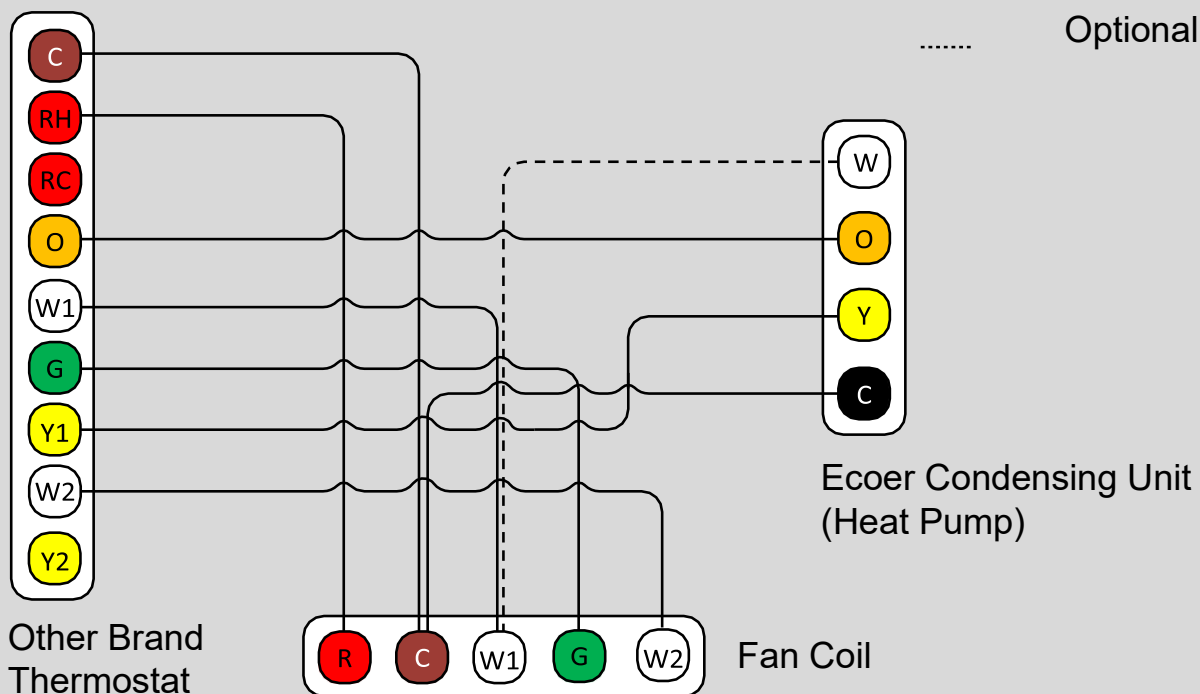 Optional
C
RH
RC
O
W1
G
Y1
W2
Y2
W
O
Y
C
Ecoer Condensing Unit
(Heat Pump)
Other Brand
Thermostat
R
C
W1
G
W2
Fan Coil